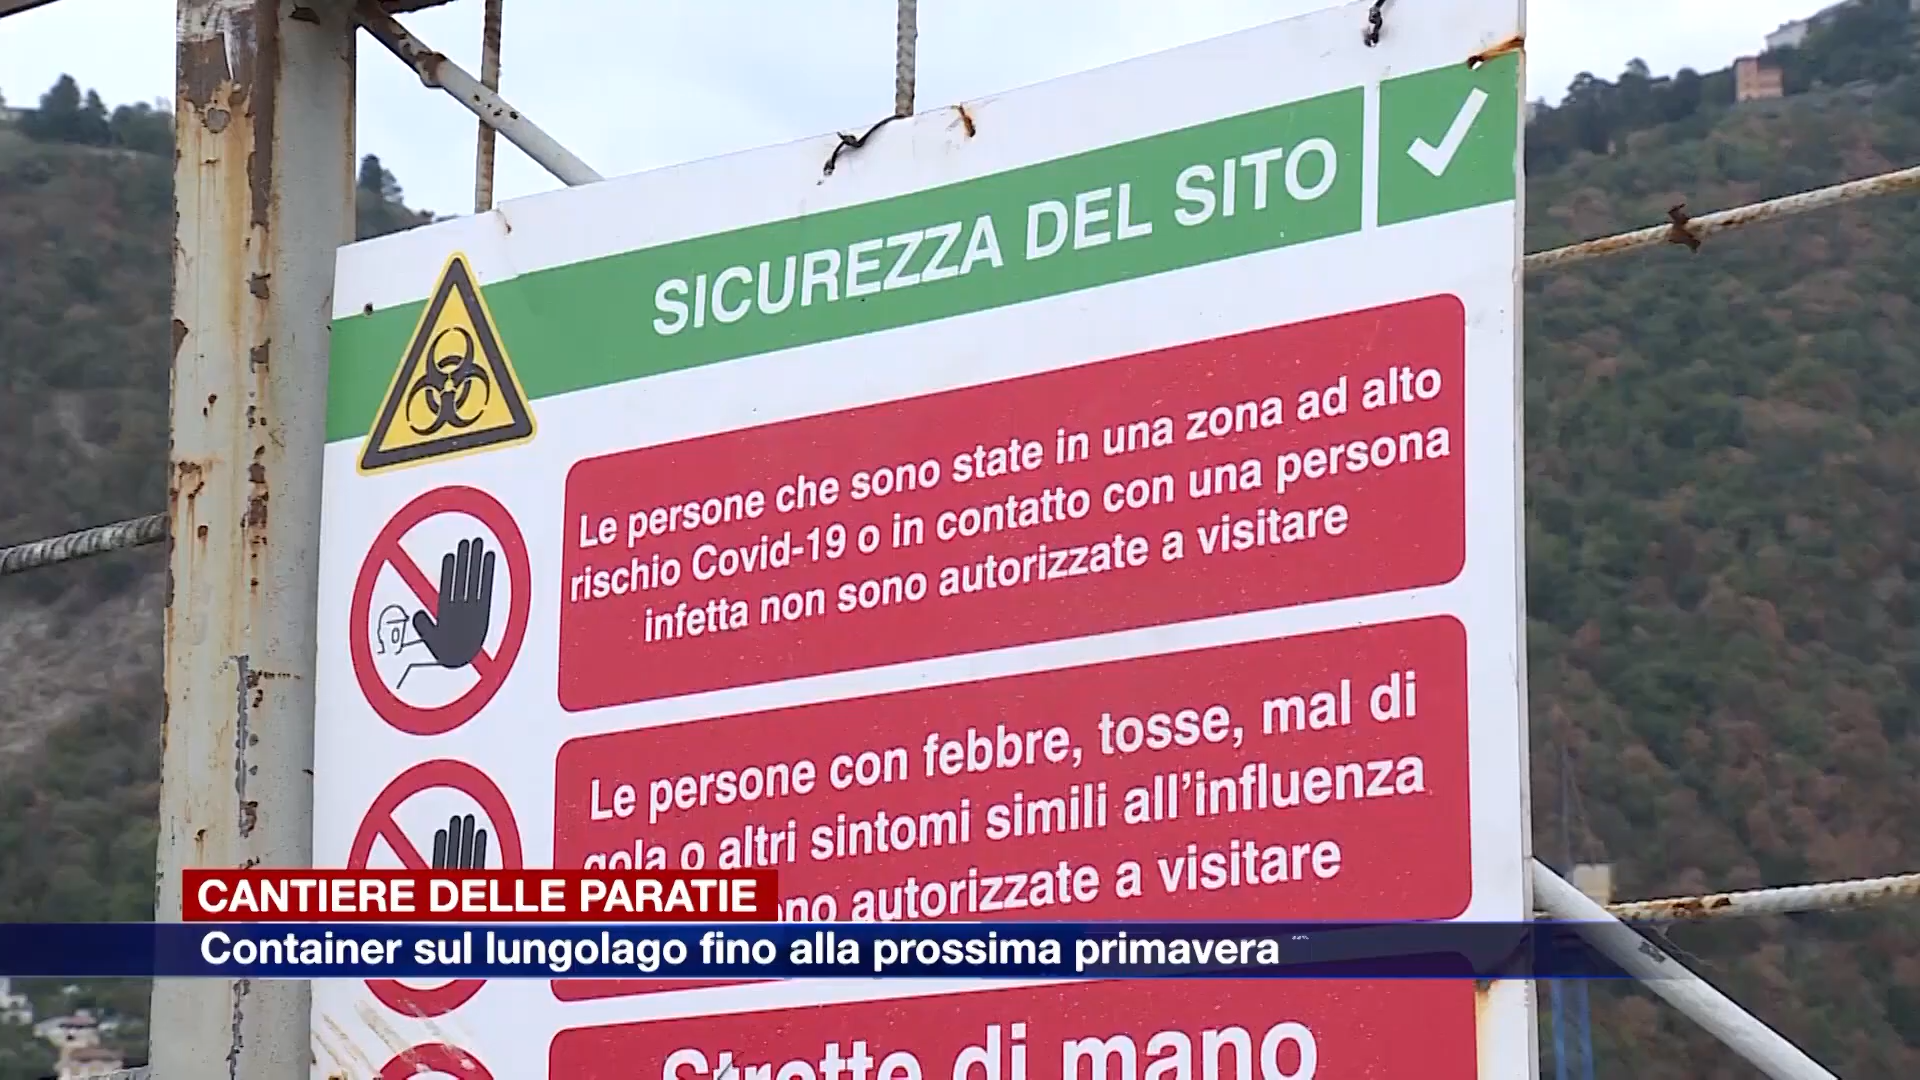 SICUREZZA DEL SITO
Le persone che sono state in una zona ad alto
rischio Covid-19 o in contatto con una persona
infetta non sono autorizzate a visitare
Le persone con febbre, tosse, mal di
gola o altri sintomi simili all'influenza
autorizzate a visitare
CANTIERE DELLE PARATIE
Container sul lungolago fino alla prossima primavera
Strette di mano